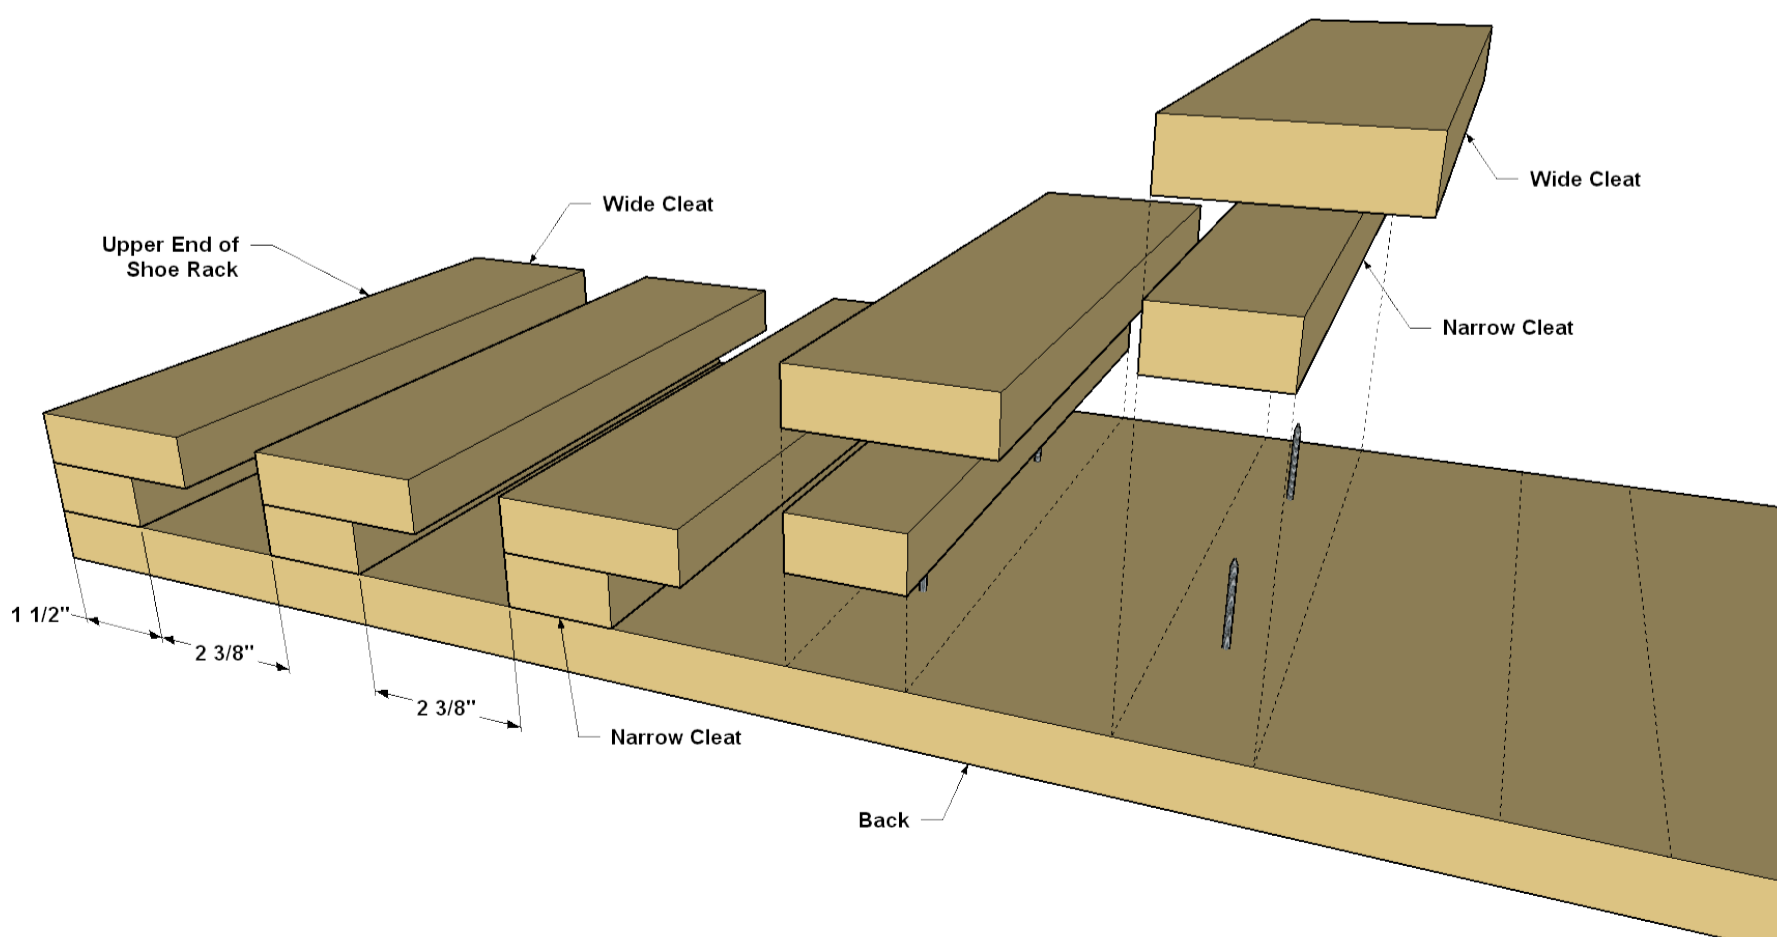 Wide Cleat
Wide Cleat
Upper End of
Shoe Rack
Narrow Cleat
1 1/2"
2 3/8"
2 3/8"
Narrow Cleat
Back